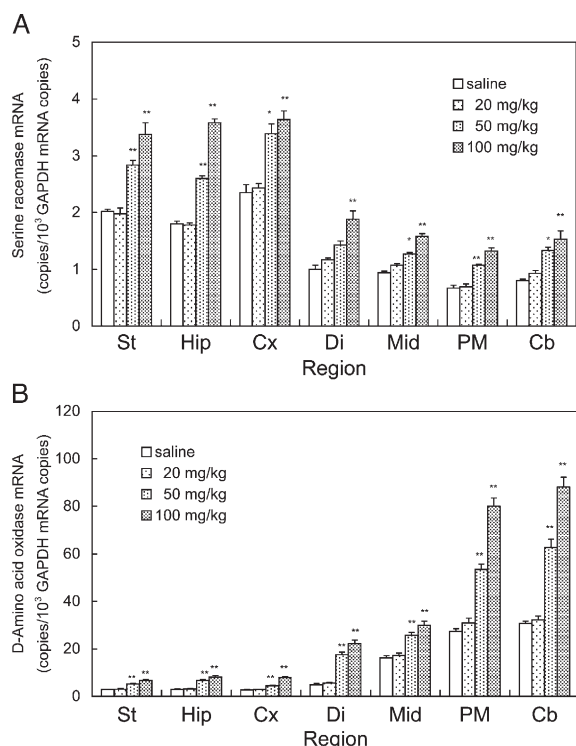 A
Serine racemase mRNA
(copies/10³ GAPDH mRNA copies)
5
4
3
2
1
0
saline
20 mg/kg
50 mg/kg
100 mg/kg
** ** ** ** * ** ** * ** ** ** * **
St Hip Cx Di Mid PM Cb
Region
B
D-Amino acid oxidase mRNA
(copies/10³ GAPDH mRNA copies)
120
100
80
60
40
20
0
saline
20 mg/kg
50 mg/kg
100 mg/kg
** ** ** ** ** ** ** ** ** ** ** ** ** **
St Hip Cx Di Mid PM Cb
Region